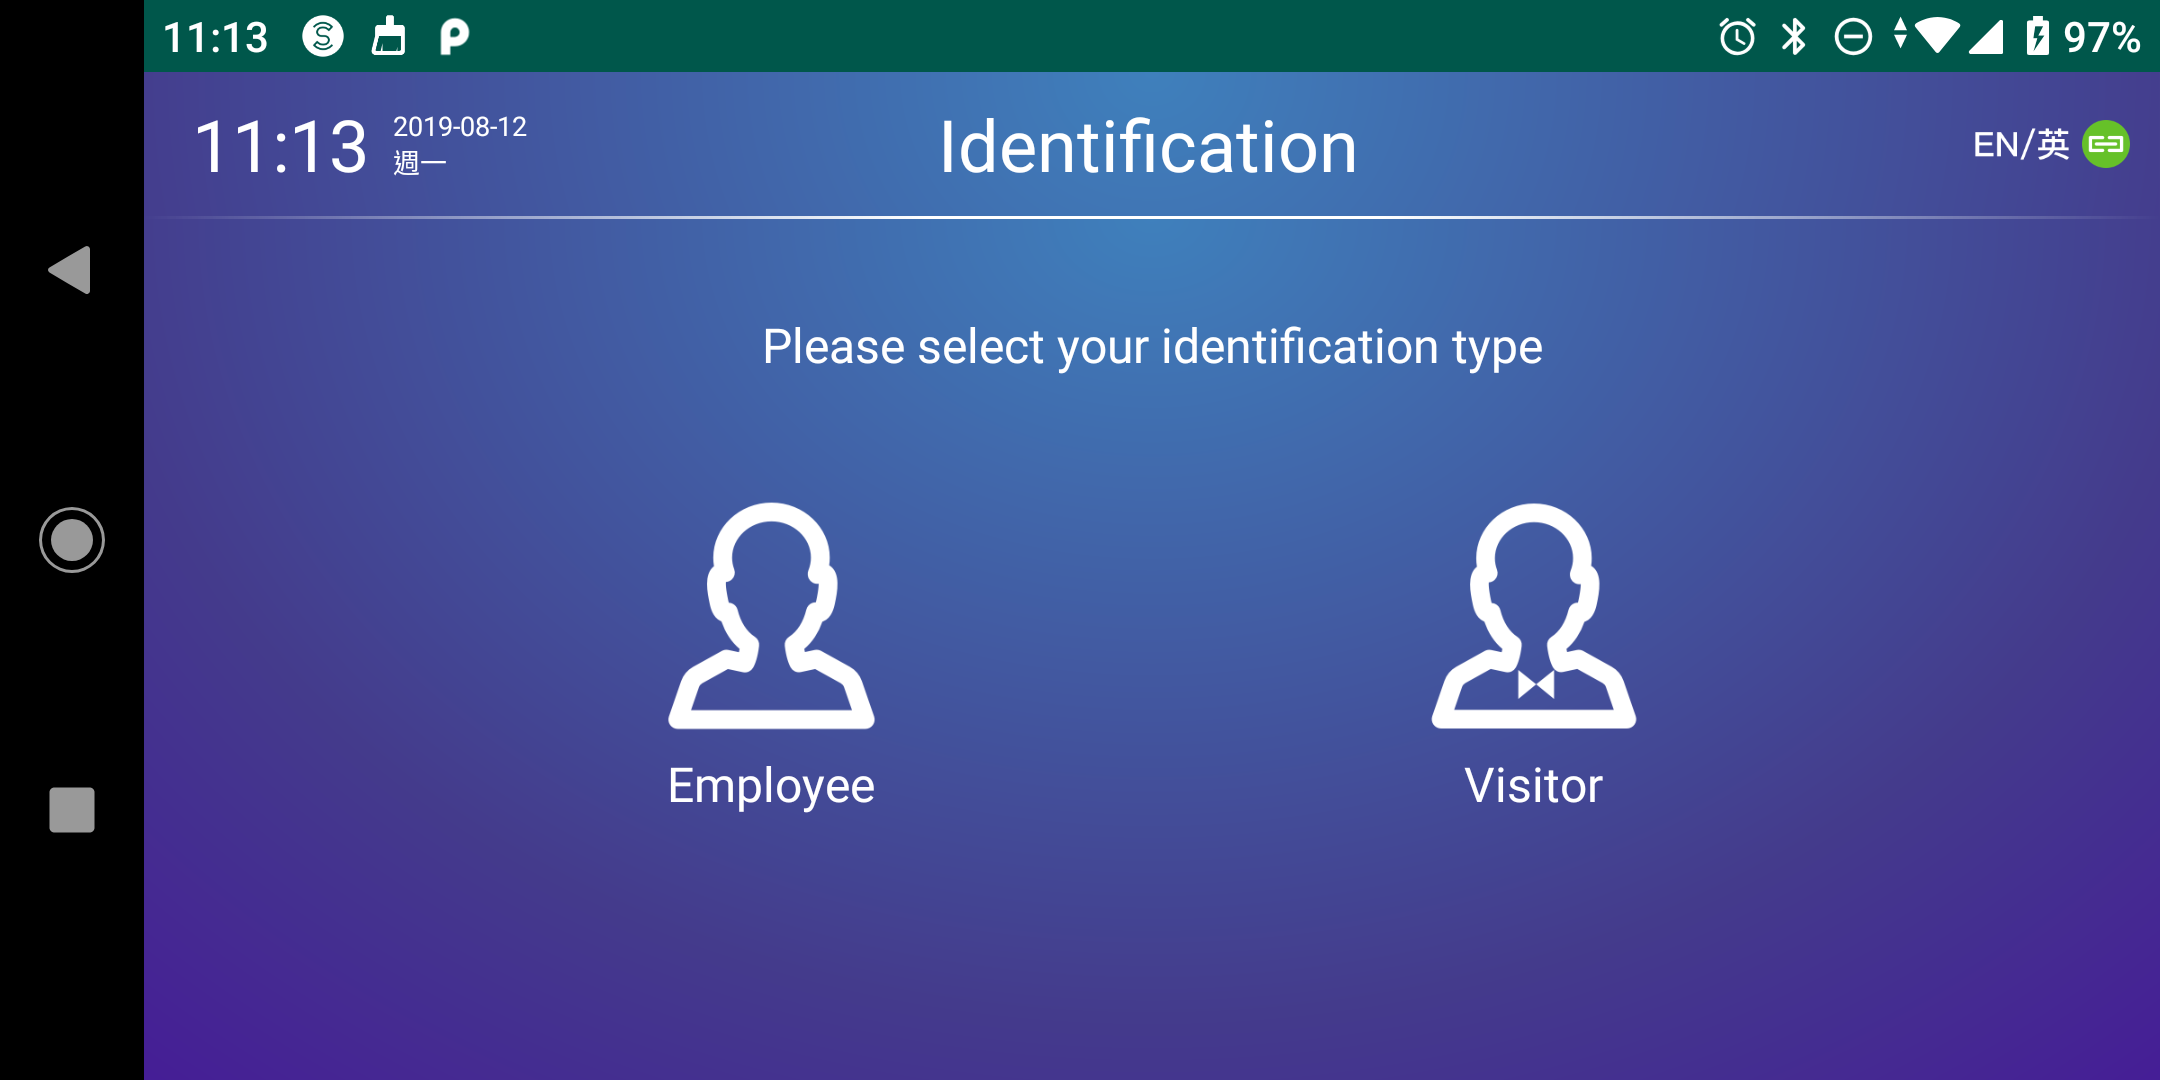 11:13
97%
11:13
2019-08-12
週一
Identification
EN/英
Please select your identification type
Employee
Visitor